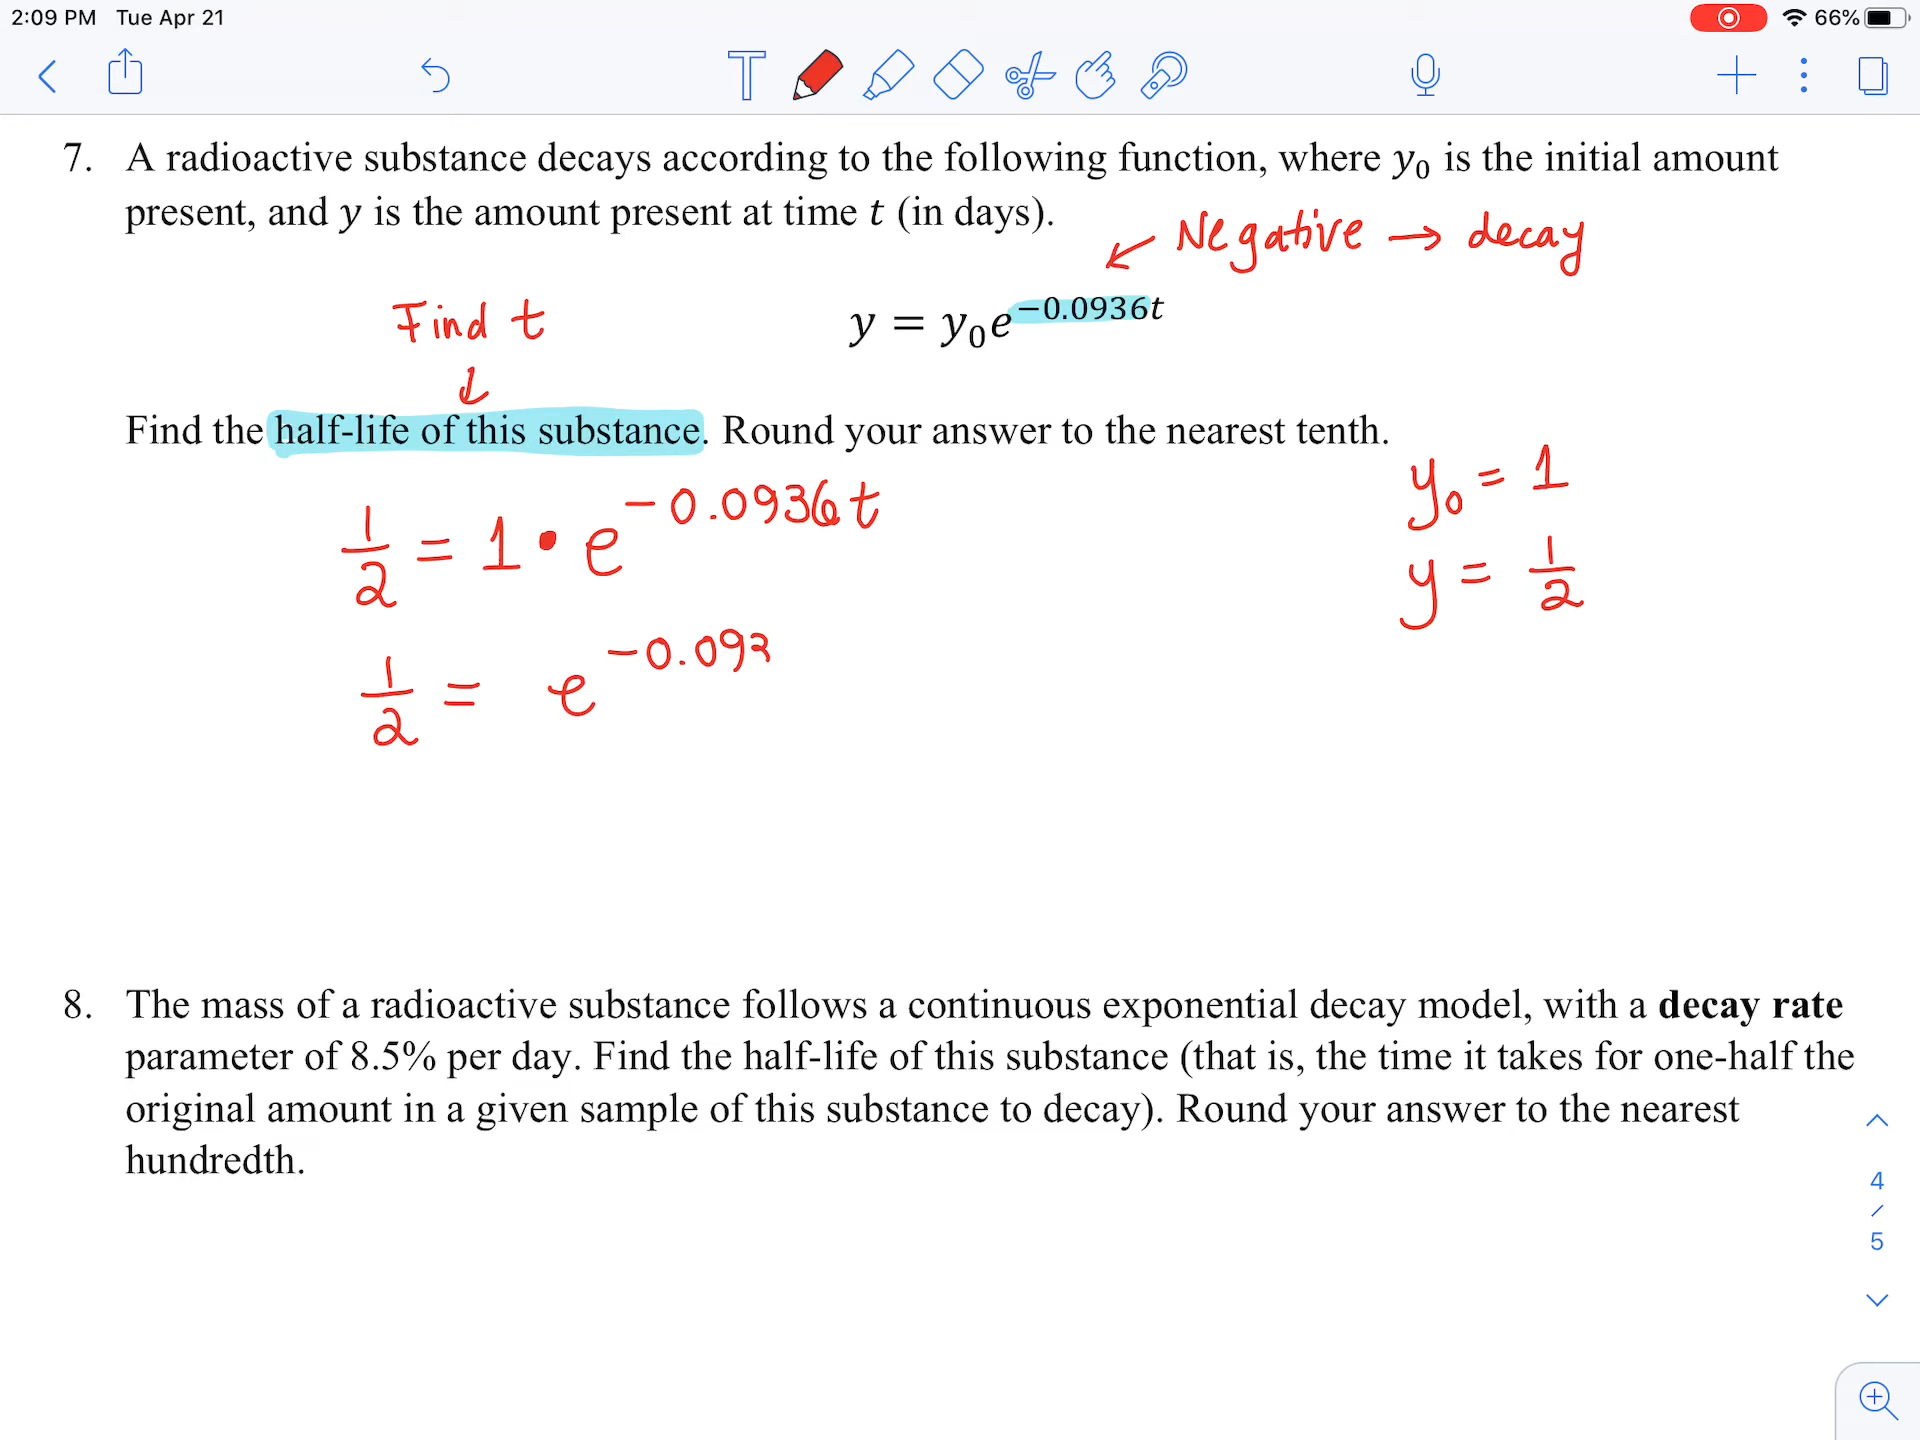 2:09 PM Tue Apr 21 66%
T
7. A radioactive substance decays according to the following function, where y₀ is the initial amount
present, and y is the amount present at time t (in days).
Negative → decay
Find t
y = y₀e^−0.0936t
Find the half-life of this substance. Round your answer to the nearest tenth.
y₀ = 1
1/2 = 1 • e^−0.0936t
y = 1/2
1/2 = e^−0.093
8. The mass of a radioactive substance follows a continuous exponential decay model, with a decay rate
parameter of 8.5% per day. Find the half-life of this substance (that is, the time it takes for one-half the
original amount in a given sample of this substance to decay). Round your answer to the nearest
hundredth.
4
/
5